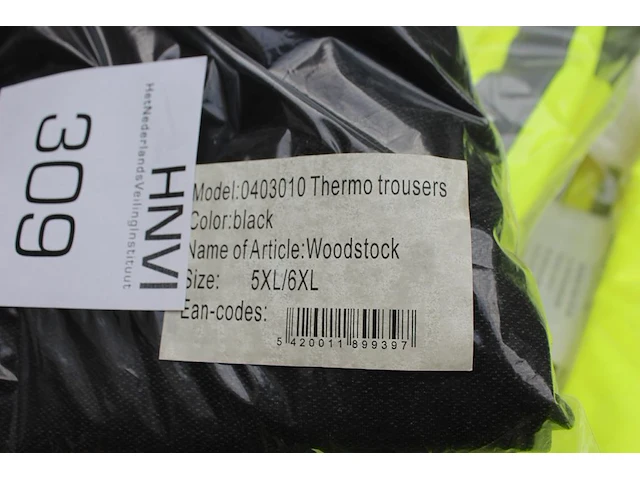 309
HNVI
HetNederlandsVeilinginstituut
Model:0403010 Thermo trousers
Color:black
Name of Article:Woodstock
Size: 5XL/6XL
Ean-codes:
5 420011 899397